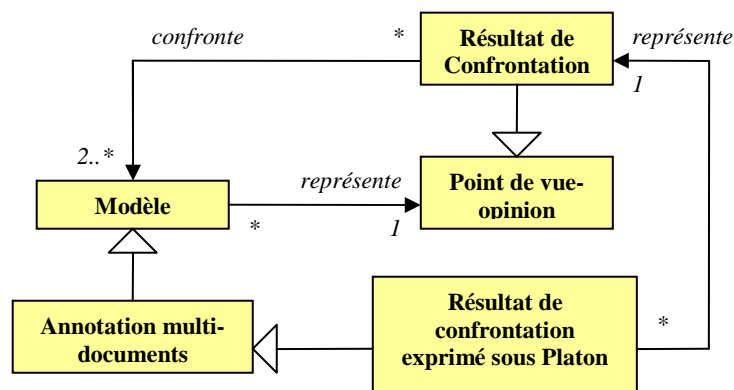 confronte
*
Résultat de
Confrontation
représente
1
2..*
Modèle
représente
*
1
Point de vue-
opinion
Annotation multi-
documents
Résultat de
confrontation
exprimé sous Platon
*